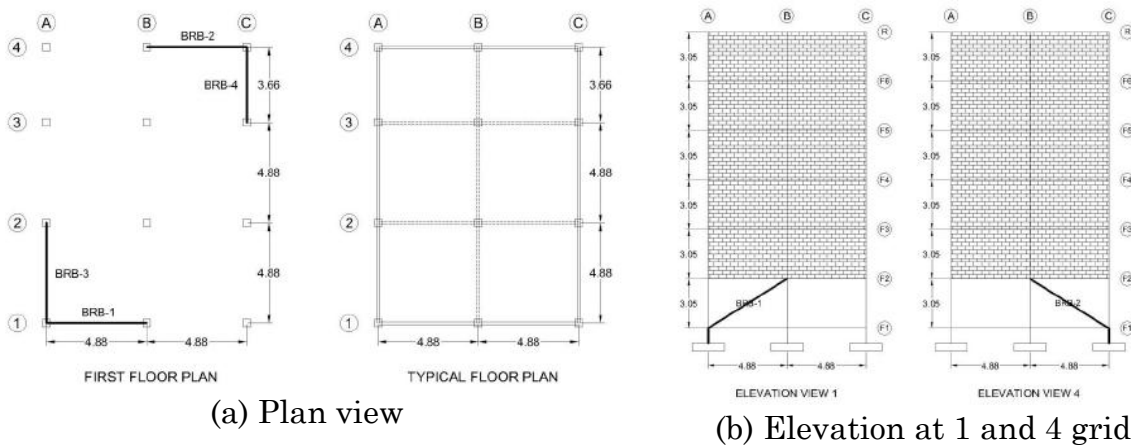 A B C
BRB-2
4
BRB-4
3.66
3
4.88
2
BRB-3
4.88
BRB-1
1
4.88 4.88
FIRST FLOOR PLAN
A B C
4
3.66
3
4.88
2
4.88
1
4.88 4.88
TYPICAL FLOOR PLAN
(a) Plan view
A B C
R
3.05
F6
3.05
F5
3.05
F4
3.05
F3
3.05
F2
3.05
BRB-1
F1
4.88 4.88
ELEVATION VIEW 1
A B C
R
3.05
F6
3.05
F5
3.05
F4
3.05
F3
3.05
F2
3.05
BRB-2
F1
4.88 4.88
ELEVATION VIEW 4
(b) Elevation at 1 and 4 grid